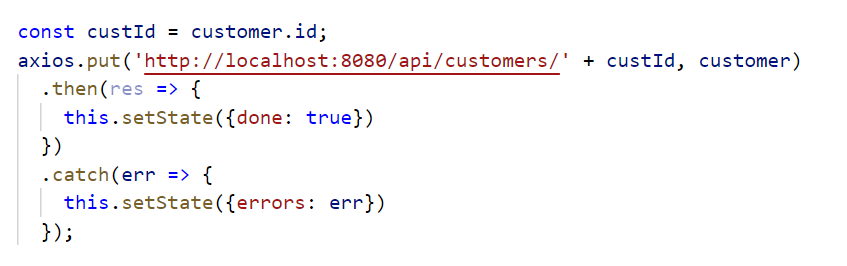 const custId = customer.id;
axios.put('http://localhost:8080/api/customers/' + custId, customer)
  .then(res => {
    this.setState({done: true})
  })
  .catch(err => {
    this.setState({errors: err})
  });